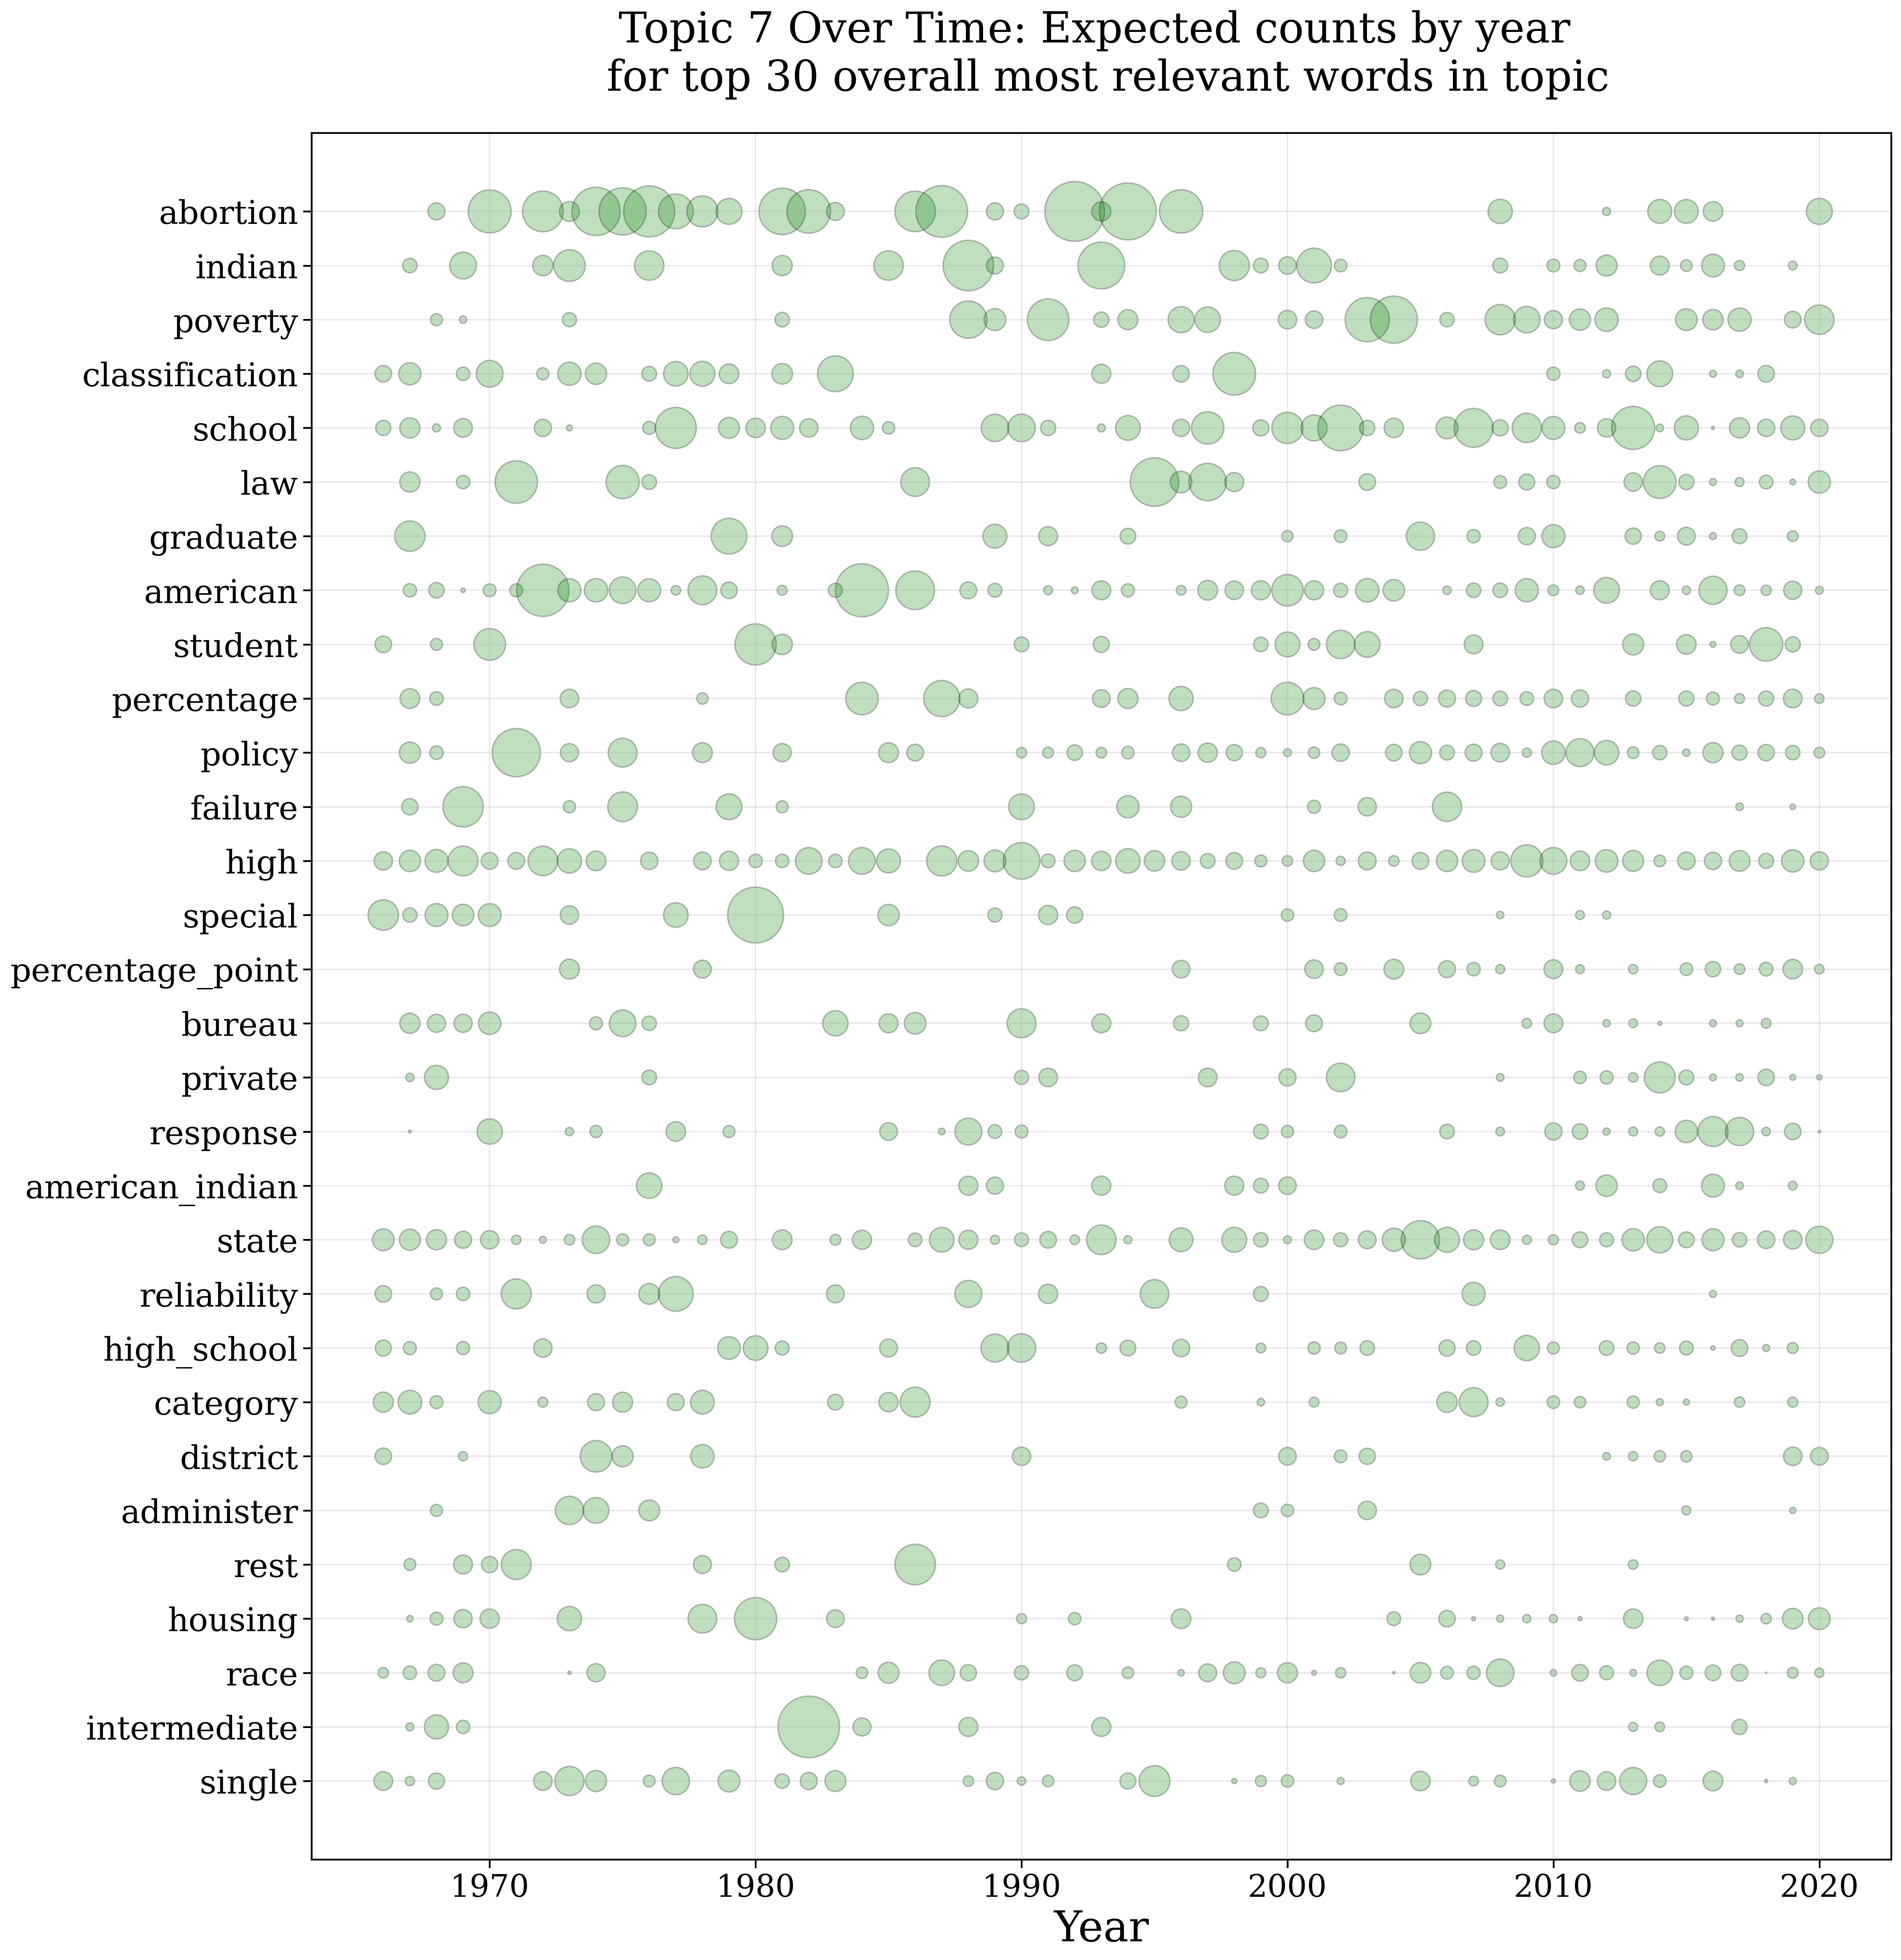 Topic 7 Over Time: Expected counts by year
for top 30 overall most relevant words in topic
abortion
indian
poverty
classification
school
law
graduate
american
student
percentage
policy
failure
high
special
percentage_point
bureau
private
response
american_indian
state
reliability
high_school
category
district
administer
rest
housing
race
intermediate
single
1970 1980 1990 2000 2010 2020
Year